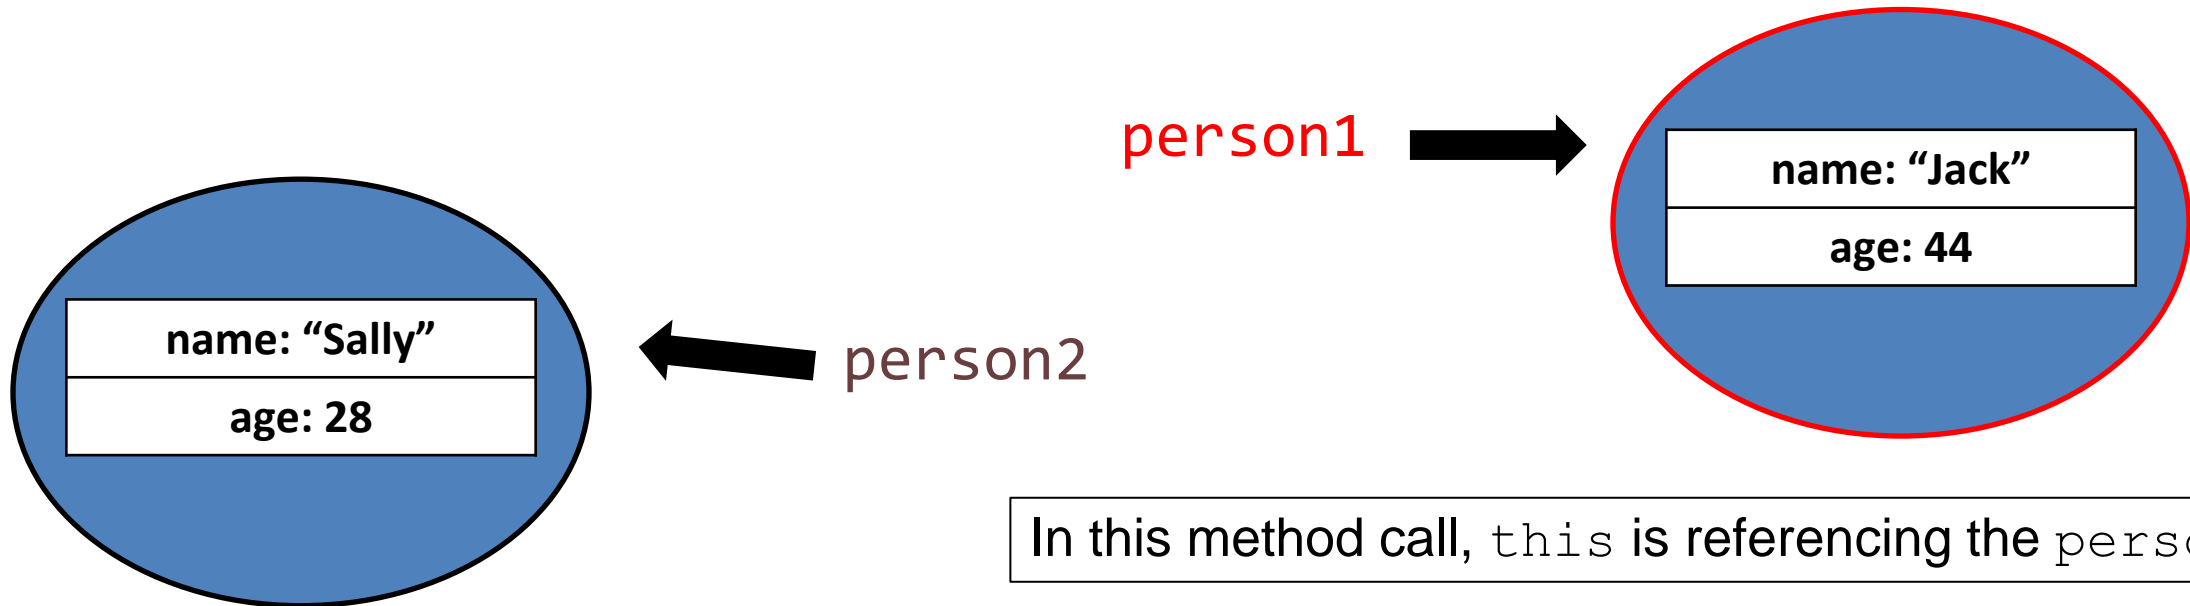 person1
name: “Jack”
age: 44
name: “Sally”
age: 28
person2
In this method call, this is referencing the